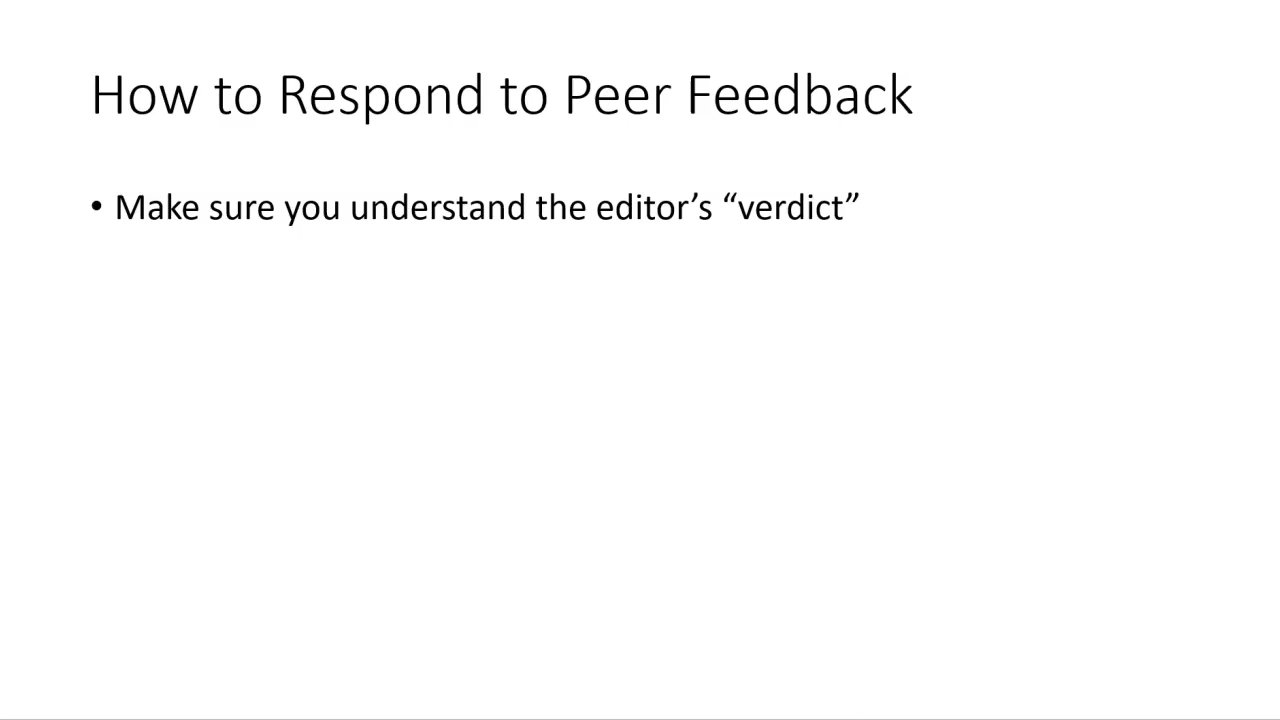 How to Respond to Peer Feedback
• Make sure you understand the editor’s “verdict”